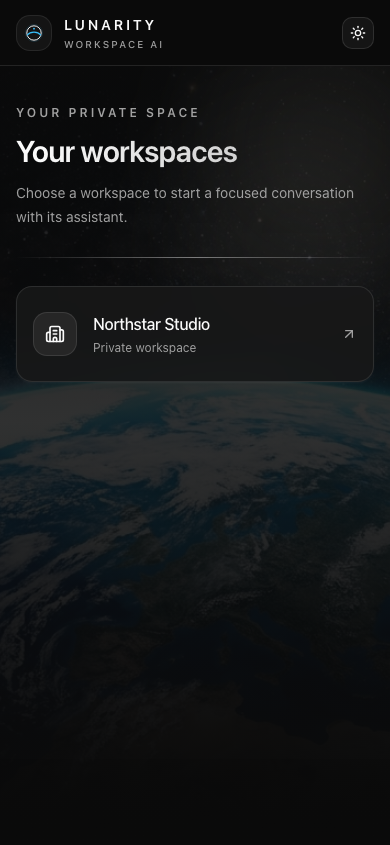 LUNARITY
WORKSPACE AI
YOUR PRIVATE SPACE
Your workspaces
Choose a workspace to start a focused conversation
with its assistant.
Northstar Studio
Private workspace